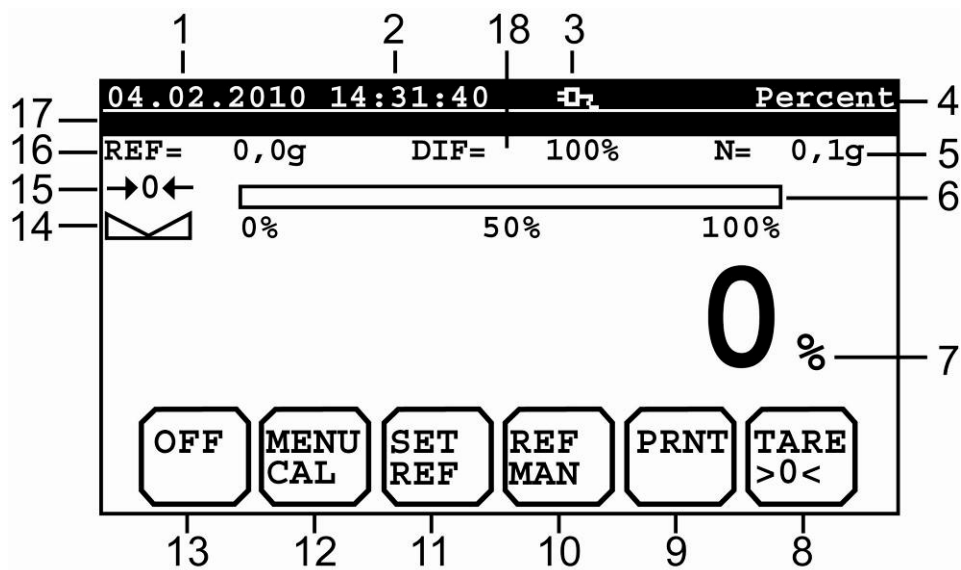 1 2 18 3
04.02.2010 14:31:40 Percent 4
17
16 REF= 0,0g DIF= 100% N= 0,1g 5
15 →0← 6
14 0% 50% 100%
0 % 7
OFF MENU SET REF PRNT TARE
CAL REF MAN >0<
13 12 11 10 9 8